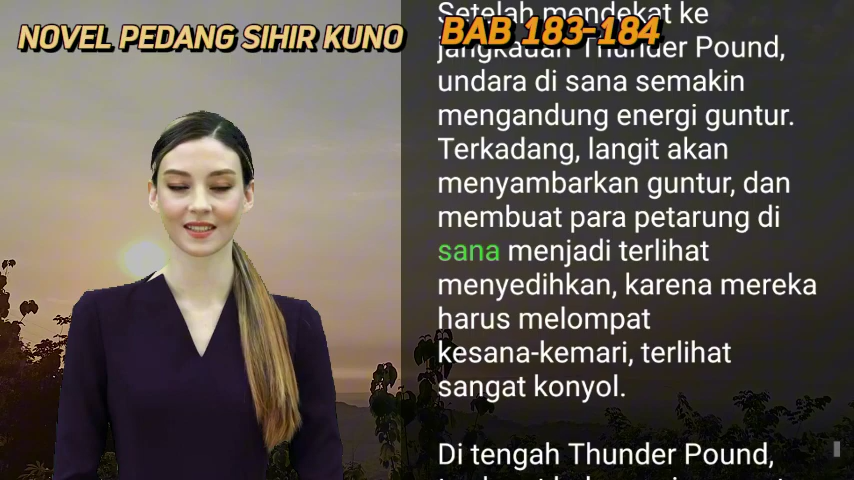 NOVEL PEDANG SIHIR KUNO
BAB 183-184
Setelah mendekat ke
jangkauan Thunder Pound,
undara di sana semakin
mengandung energi guntur.
Terkadang, langit akan
menyambarkan guntur, dan
membuat para petarung di
sana menjadi terlihat
menyedihkan, karena mereka
harus melompat
kesana-kemari, terlihat
sangat konyol.
Di tengah Thunder Pound,